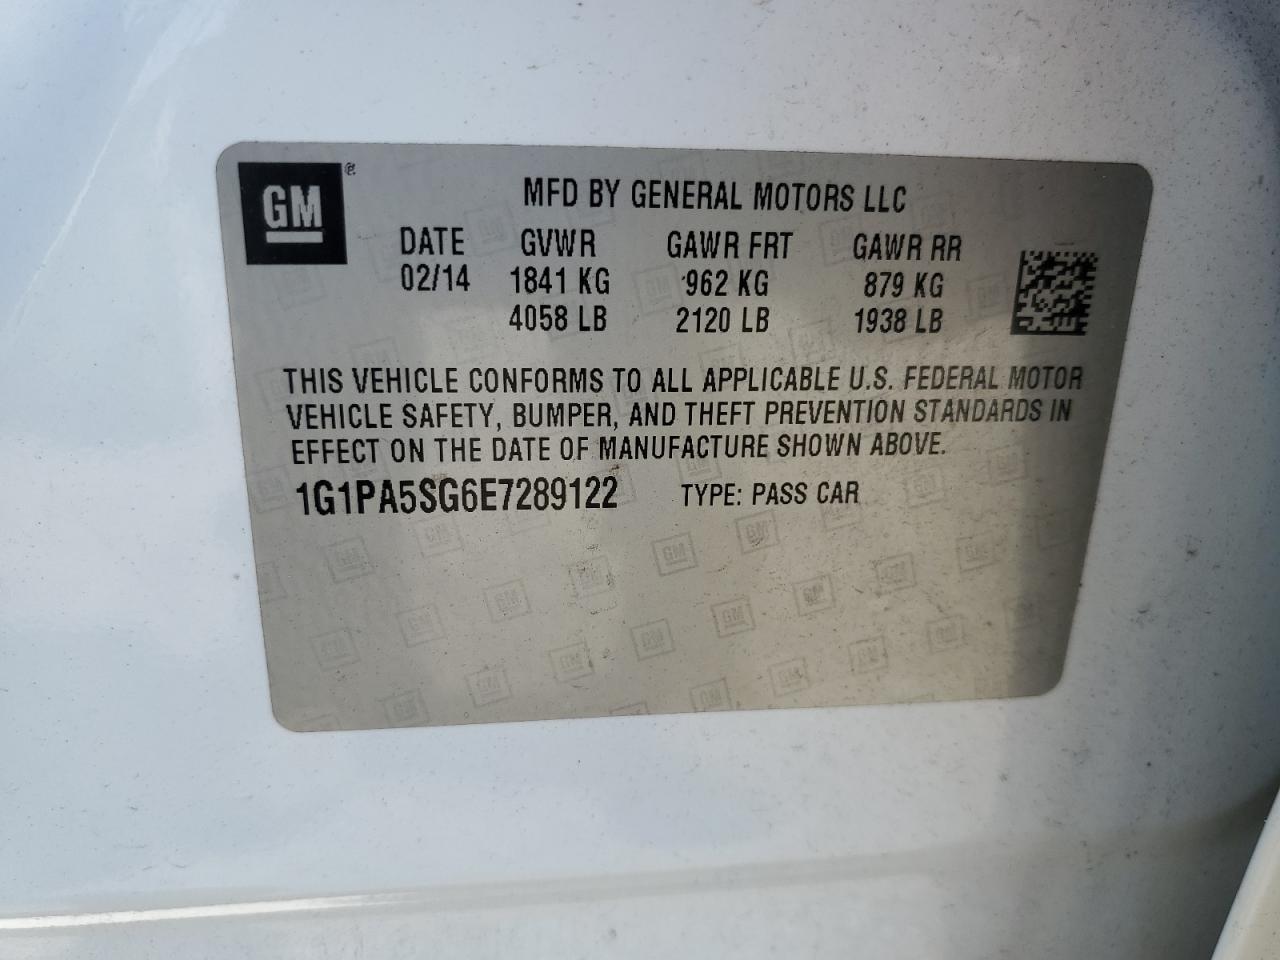 GM®
MFD BY GENERAL MOTORS LLC
DATE GVWR GAWR FRT GAWR RR
02/14 1841 KG 962 KG 879 KG
4058 LB 2120 LB 1938 LB
THIS VEHICLE CONFORMS TO ALL APPLICABLE U.S. FEDERAL MOTOR
VEHICLE SAFETY, BUMPER, AND THEFT PREVENTION STANDARDS IN
EFFECT ON THE DATE OF MANUFACTURE SHOWN ABOVE.
1G1PA5SG6E7289122 TYPE: PASS CAR